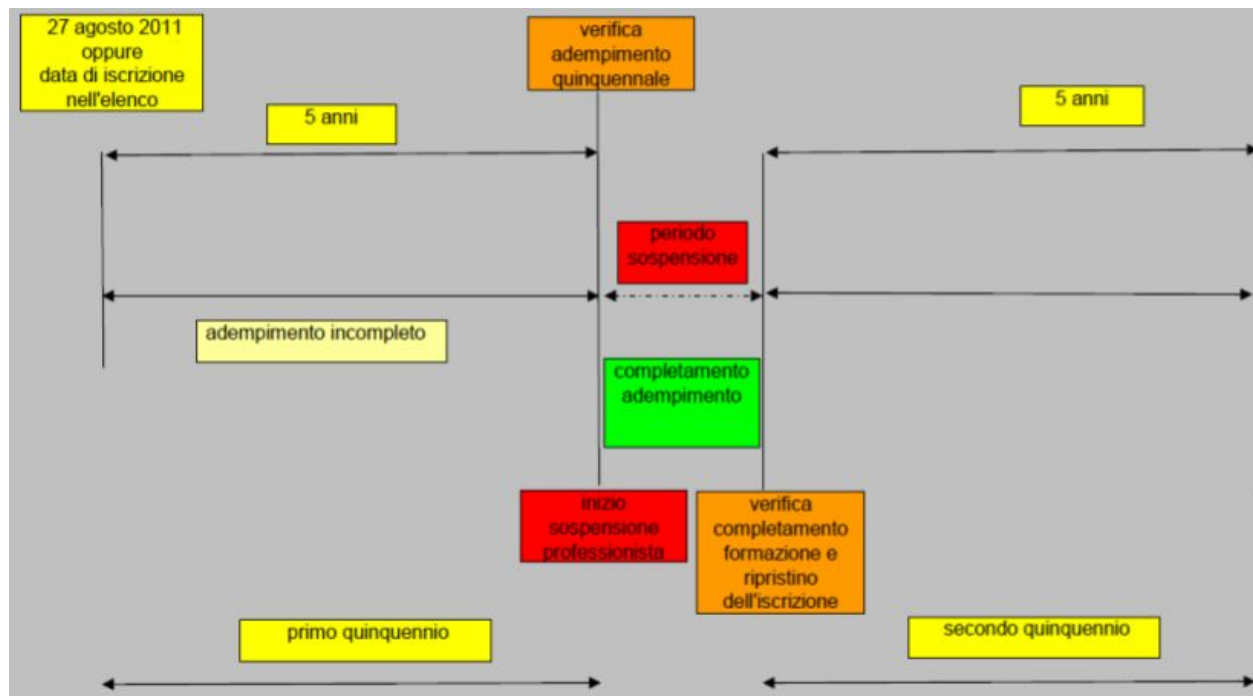 27 agosto 2011
oppure
data di iscrizione
nell'elenco
verifica
adempimento
quinquennale
5 anni
5 anni
periodo
sospensione
adempimento incompleto
completamento
adempimento
inizio
sospensione
professionista
verifica
completamento
formazione e
ripristino
dell'iscrizione
primo quinquennio
secondo quinquennio